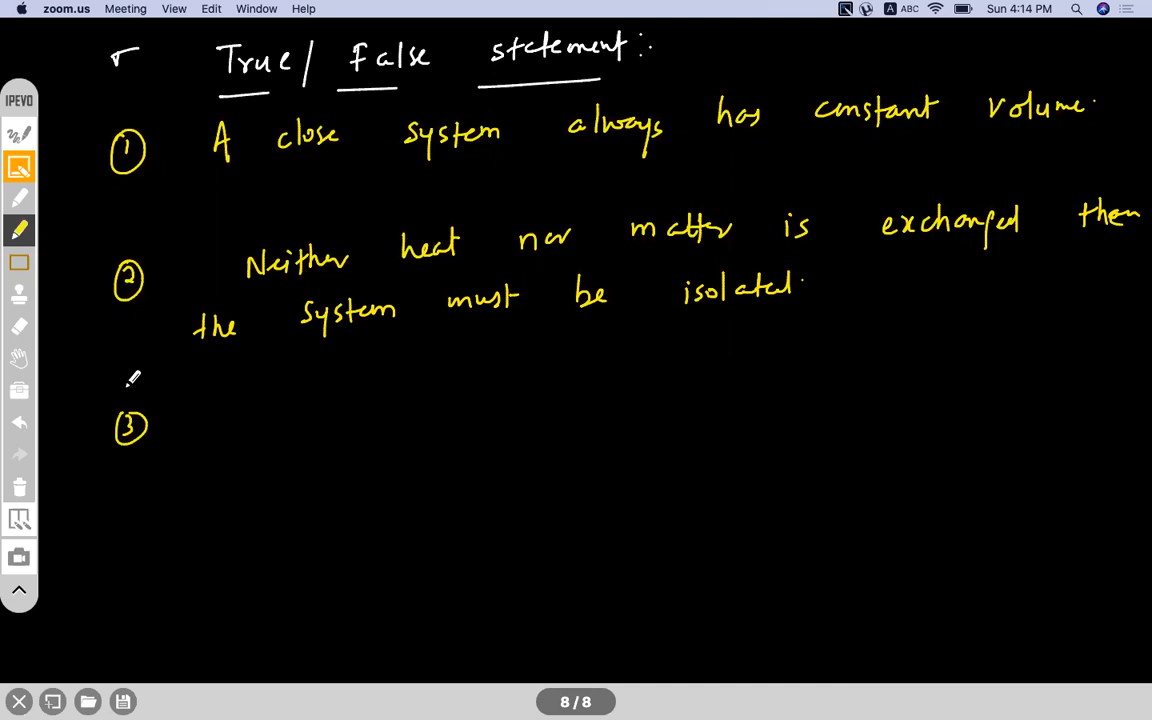 zoom.us Meeting View Edit Window Help A ABC Sun 4:14 PM
IPEVO
True/ False statement:
① A close system always has constant volume.
② Neither heat nor matter is exchanged then
the system must be isolated.
③
8 / 8